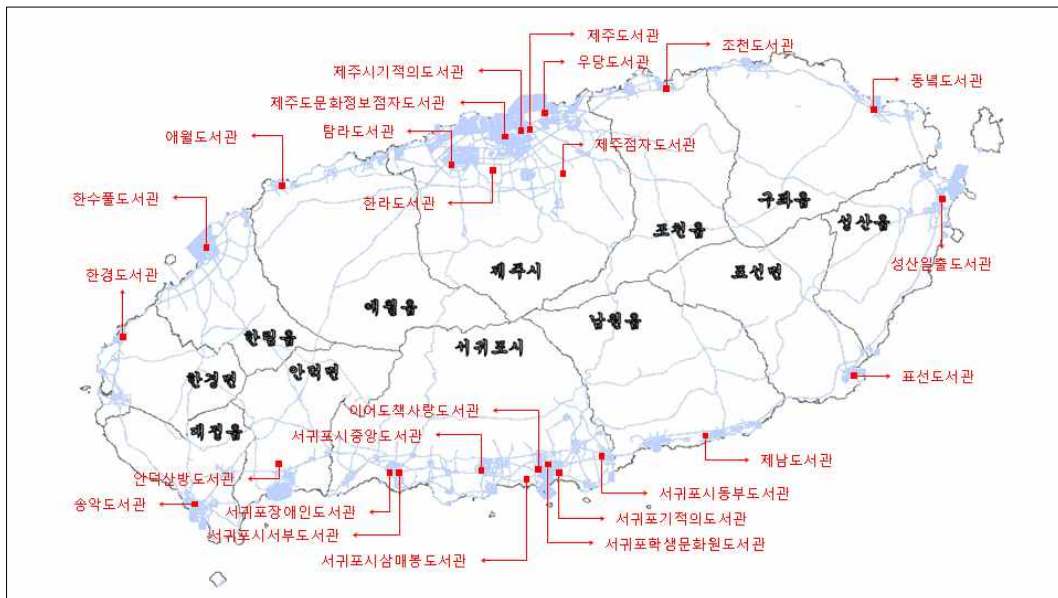 제주도서관
조천도서관
우당도서관
제주시기적의도서관
동녘도서관
제주도문화정보점자도서관
탐라도서관
애월도서관
제주점자도서관
한수풀도서관
한라도서관
구좌읍
성산읍
조천읍
성산일출도서관
제주시
표선면
한경도서관
애월읍
남원읍
한림읍
서귀포시
안덕면
한경면
표선도서관
이어도책사랑도서관
대정읍
서귀포시중앙도서관
제남도서관
안덕산방도서관
서귀포시동부도서관
송악도서관
서귀포장애인도서관
서귀포기적의도서관
서귀포시서부도서관
서귀포학생문화원도서관
서귀포시삼매봉도서관